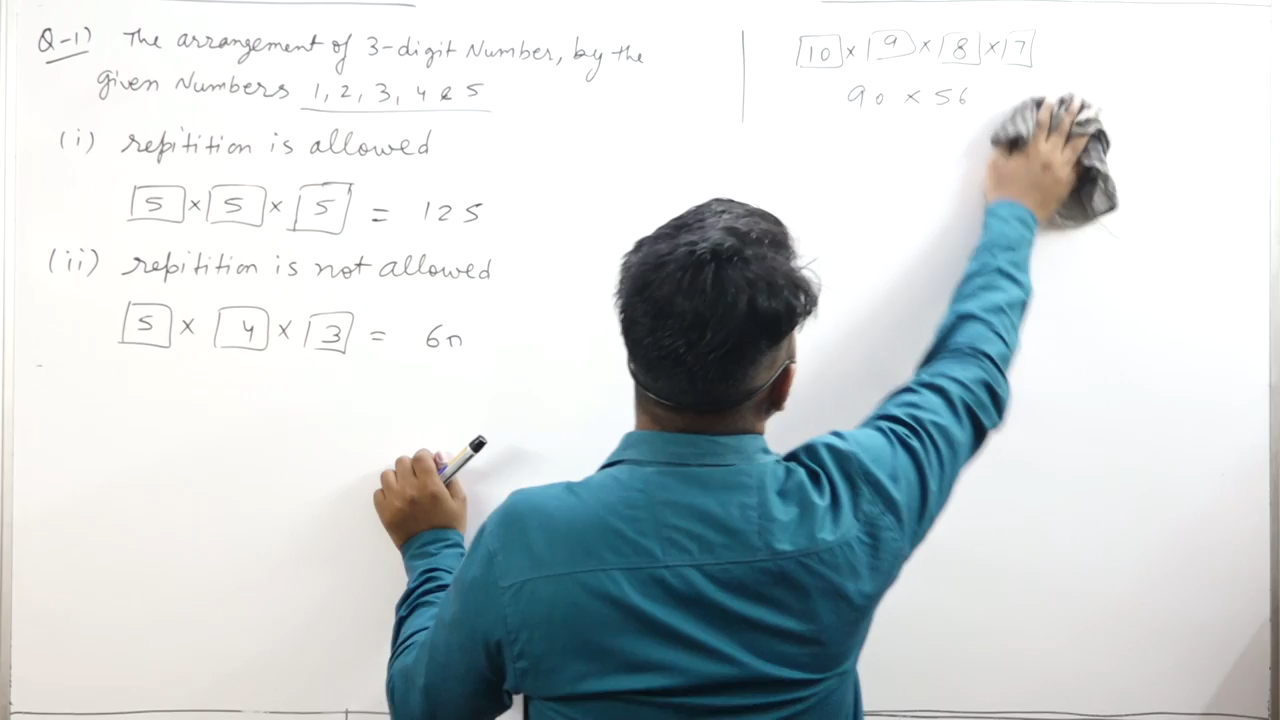 Q-1) The arrangement of 3-digit Number, by the
given Numbers 1, 2, 3, 4 & 5
(i) repitition is allowed
5 × 5 × 5 = 125
(ii) repitition is not allowed
5 × 4 × 3 = 60
10 × 9 × 8 × 7
90 × 56